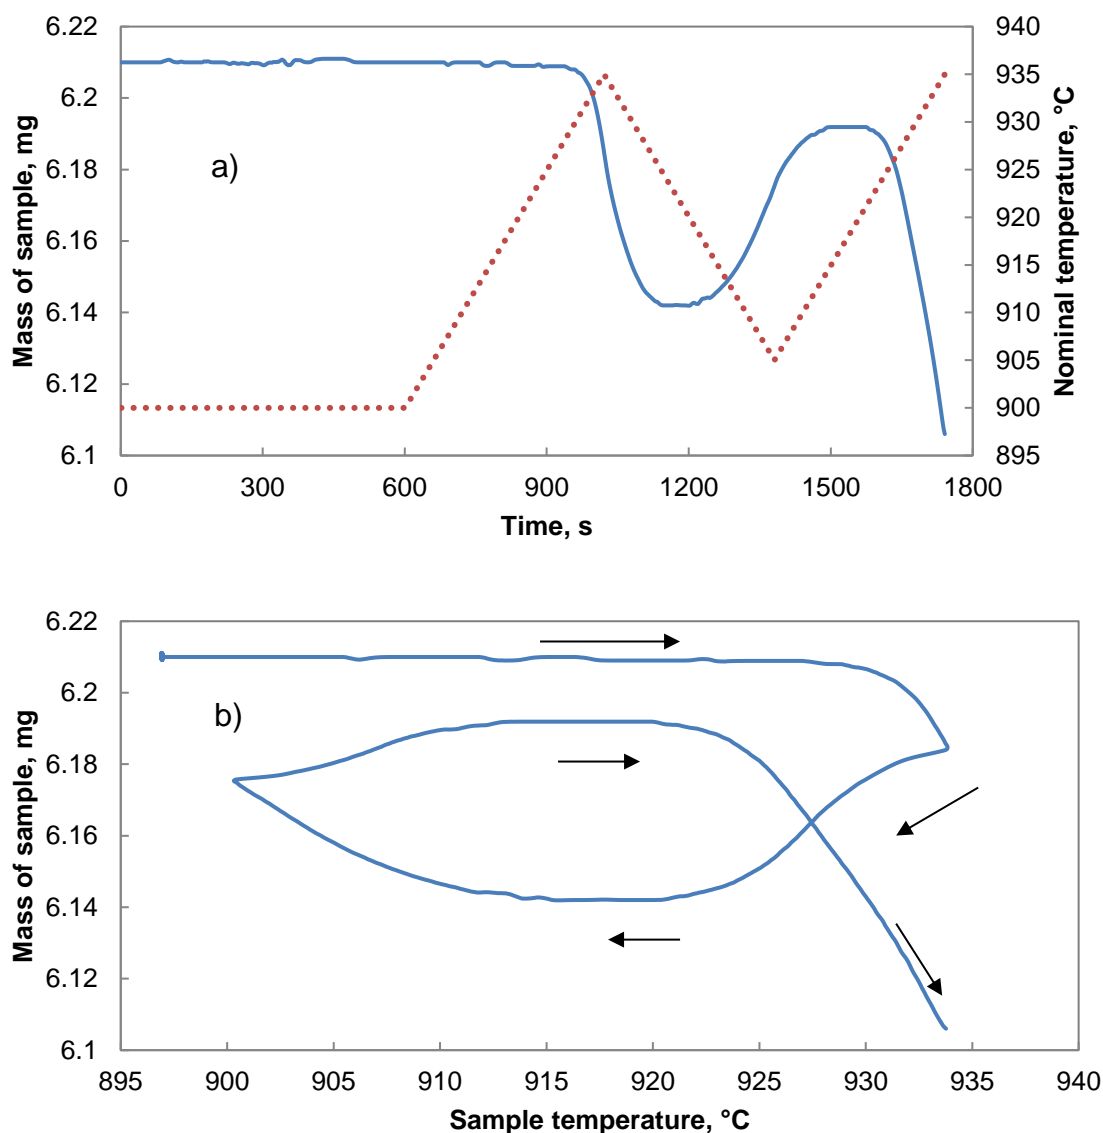 6.22
6.2
6.18
6.16
6.14
6.12
6.1
Mass of sample, mg
a)
940
935
930
925
920
915
910
905
900
895
Nominal temperature, °C
0 300 600 900 1200 1500 1800
Time, s
6.22
6.2
6.18
6.16
6.14
6.12
6.1
Mass of sample, mg
b)
895 900 905 910 915 920 925 930 935 940
Sample temperature, °C